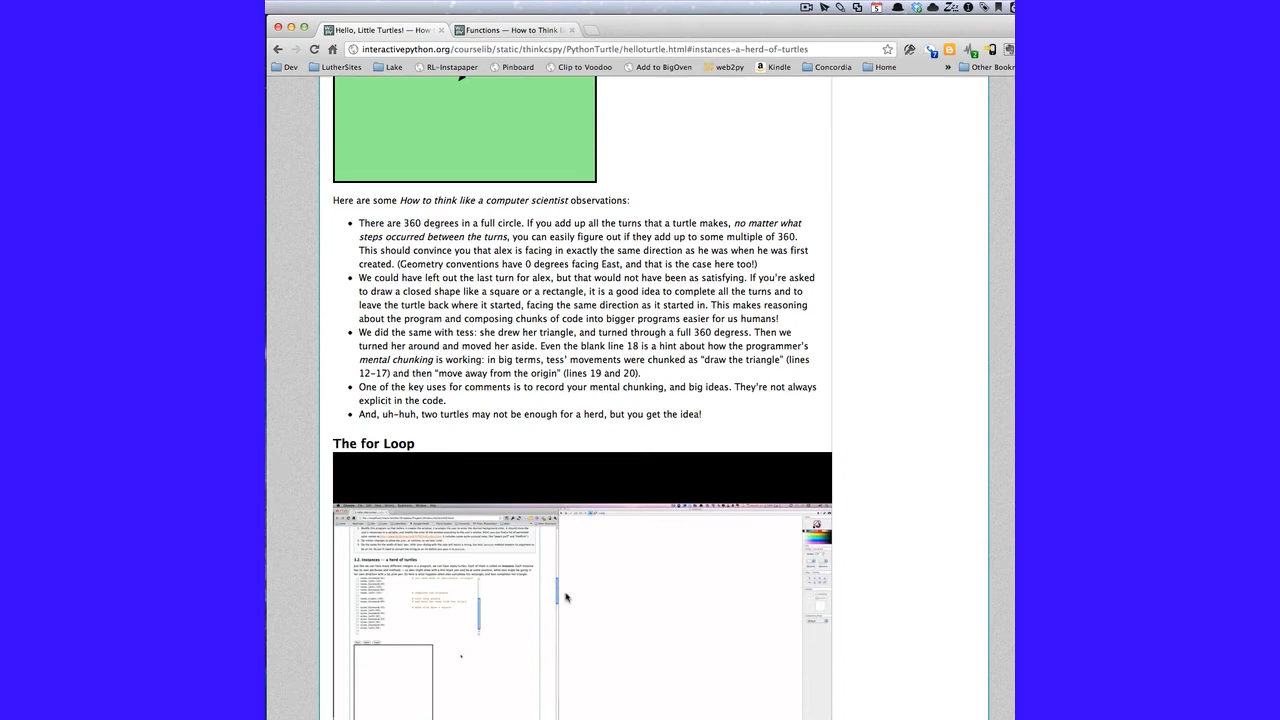 5
Hello, Little Turtles! — How
Functions — How to Think
interactivepython.org/courselib/static/thinkcspy/PythonTurtle/helloturtle.html#instances-a-herd-of-turtles
Dev LutherSites Lake RL-Instapaper Pinboard Clip to Voodoo Add to BigOven web2py Kindle Concordia Home » Other Bookm
Here are some How to think like a computer scientist observations:
• There are 360 degrees in a full circle. If you add up all the turns that a turtle makes, no matter what
steps occurred between the turns, you can easily figure out if they add up to some multiple of 360.
This should convince you that alex is facing in exactly the same direction as he was when he was first
created. (Geometry conventions have 0 degrees facing East, and that is the case here too!)
• We could have left out the last turn for alex, but that would not have been as satisfying. If you're asked
to draw a closed shape like a square or a rectangle, it is a good idea to complete all the turns and to
leave the turtle back where it started, facing the same direction as it started in. This makes reasoning
about the program and composing chunks of code into bigger programs easier for us humans!
• We did the same with tess: she drew her triangle, and turned through a full 360 degress. Then we
turned her around and moved her aside. Even the blank line 18 is a hint about how the programmer's
mental chunking is working: in big terms, tess' movements were chunked as "draw the triangle" (lines
12-17) and then "move away from the origin" (lines 19 and 20).
• One of the key uses for comments is to record your mental chunking, and big ideas. They're not always
explicit in the code.
• And, uh-huh, two turtles may not be enough for a herd, but you get the idea!
The for Loop
3.2. Instances — a herd of turtles